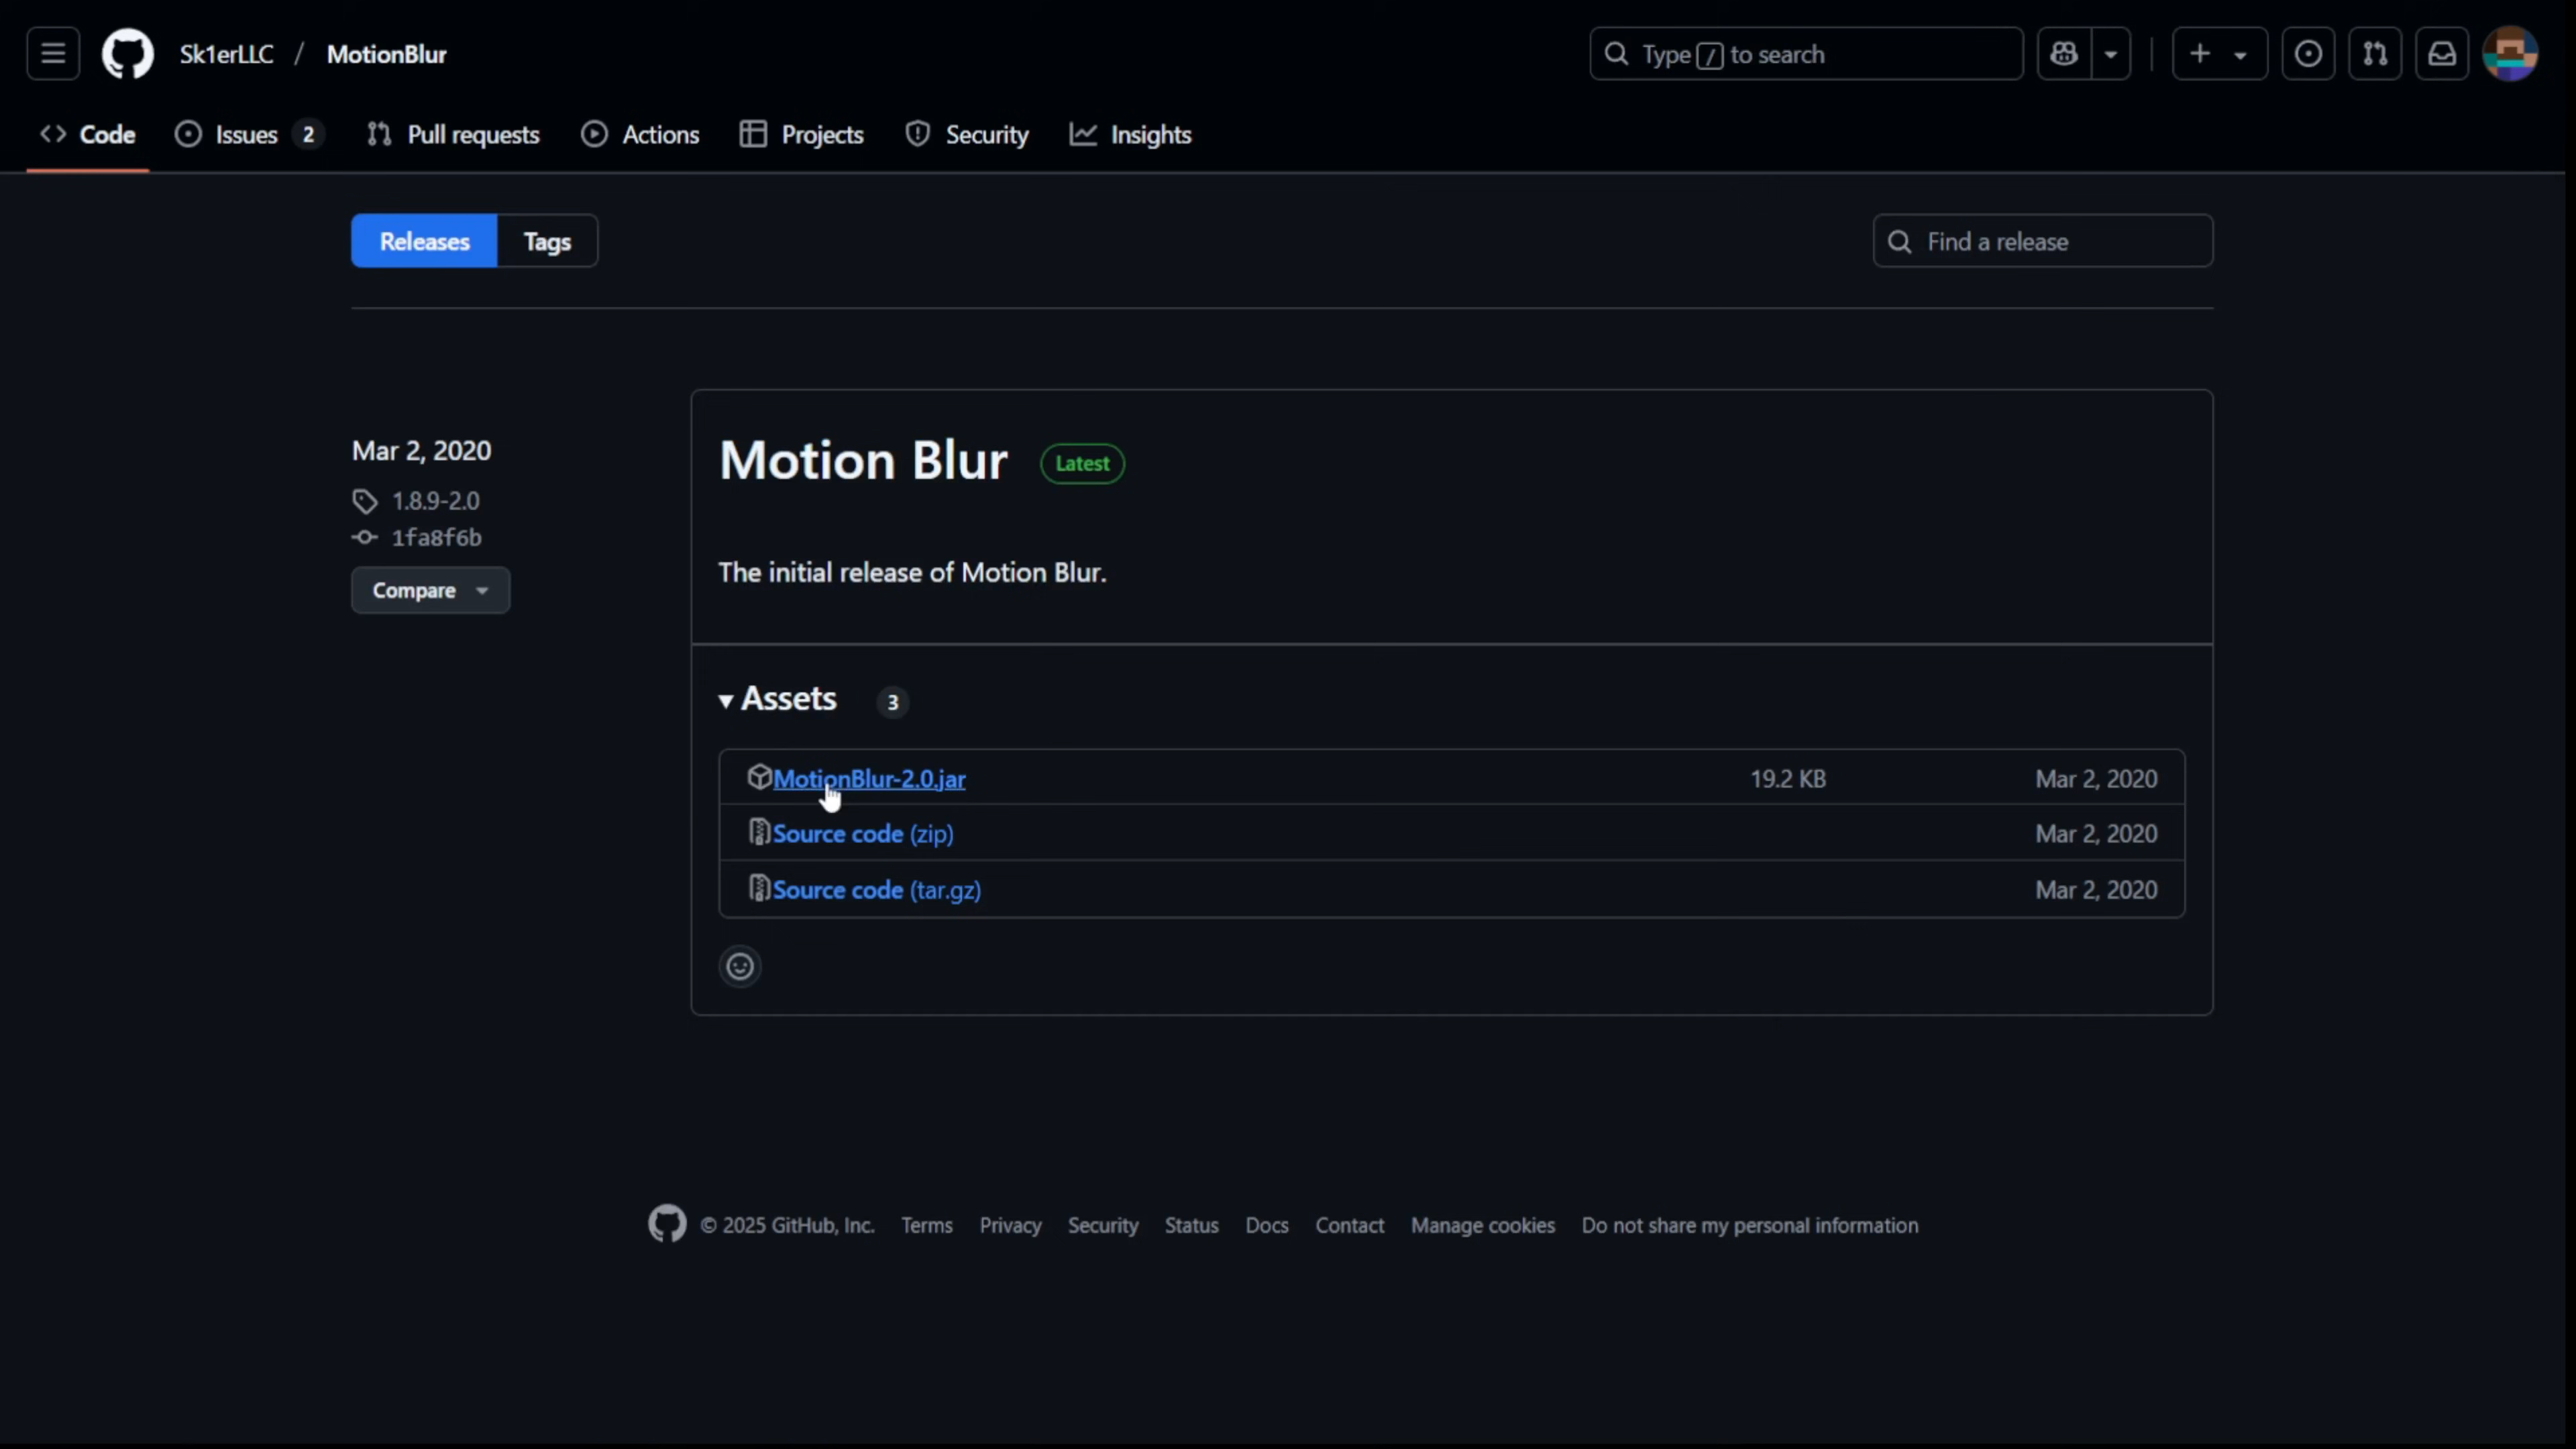 Sk1erLLC / MotionBlur
Type / to search
Code
Issues 2
Pull requests
Actions
Projects
Security
Insights
Releases
Tags
Find a release
Mar 2, 2020
1.8.9-2.0
1fa8f6b
Compare
Motion Blur Latest
The initial release of Motion Blur.
Assets 3
MotionBlur-2.0.jar 19.2 KB Mar 2, 2020
Source code (zip) Mar 2, 2020
Source code (tar.gz) Mar 2, 2020
© 2025 GitHub, Inc. Terms Privacy Security Status Docs Contact Manage cookies Do not share my personal information